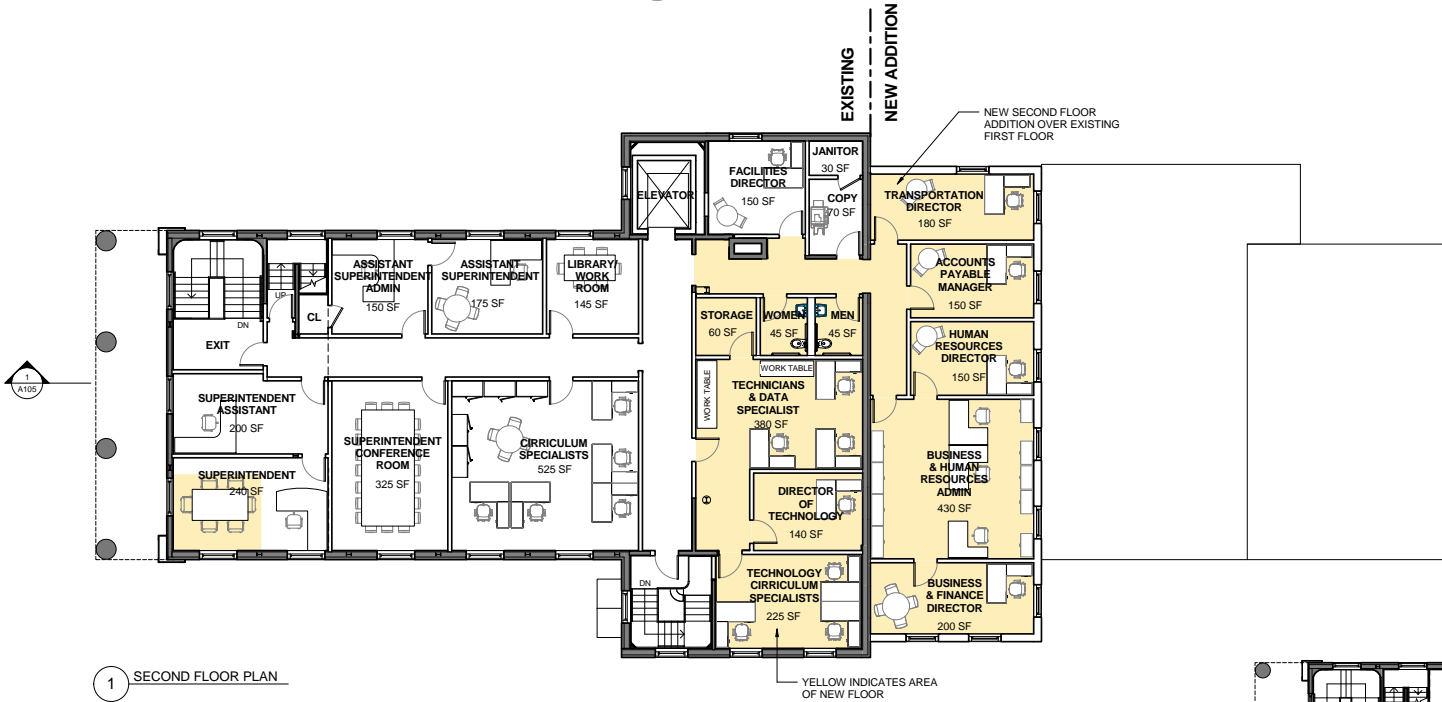 EXISTING
NEW ADDITION
NEW SECOND FLOOR
ADDITION OVER EXISTING
FIRST FLOOR
JANITOR
30 SF
FACILITIES
DIRECTOR
150 SF
COPY
70 SF
ELEVATOR
TRANSPORTATION
DIRECTOR
180 SF
ASSISTANT
SUPERINTENDENT
ADMIN
150 SF
ASSISTANT
SUPERINTENDENT
175 SF
LIBRARY/
WORK
ROOM
145 SF
ACCOUNTS
PAYABLE
MANAGER
150 SF
UP
CL
DN
EXIT
STORAGE
60 SF
WOMEN
45 SF
MEN
45 SF
HUMAN
RESOURCES
DIRECTOR
150 SF
1
A105
WORK TABLE
WORK TABLE
TECHNICIANS
& DATA
SPECIALIST
380 SF
SUPERINTENDENT
ASSISTANT
200 SF
SUPERINTENDENT
CONFERENCE
ROOM
325 SF
CIRRICULUM
SPECIALISTS
525 SF
SUPERINTENDENT
240 SF
BUSINESS
& HUMAN
RESOURCES
ADMIN
430 SF
DIRECTOR
OF
TECHNOLOGY
140 SF
DN
TECHNOLOGY
CIRRICULUM
SPECIALISTS
225 SF
BUSINESS
& FINANCE
DIRECTOR
200 SF
1
SECOND FLOOR PLAN
YELLOW INDICATES AREA
OF NEW FLOOR